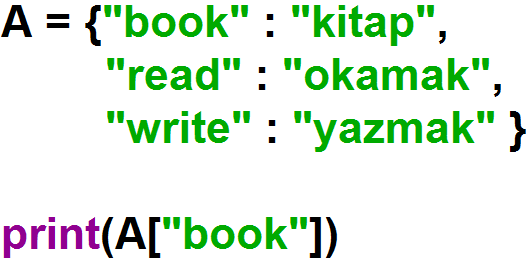 A = {"book" : "kitap",
"read" : "okamak",
"write" : "yazmak" }
print(A["book"])